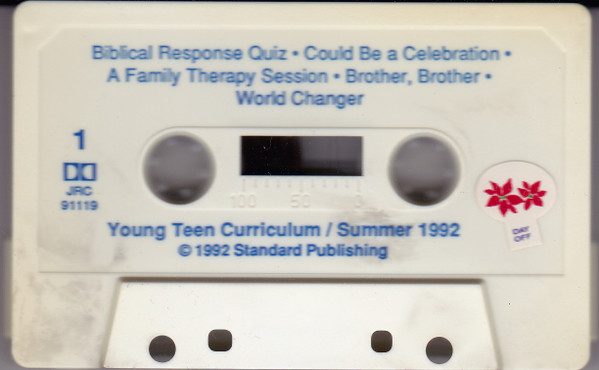 Biblical Response Quiz • Could Be a Celebration •
A Family Therapy Session • Brother, Brother •
World Changer
1
JRC
91119
100 50 0
DAY
OFF
Young Teen Curriculum / Summer 1992
© 1992 Standard Publishing